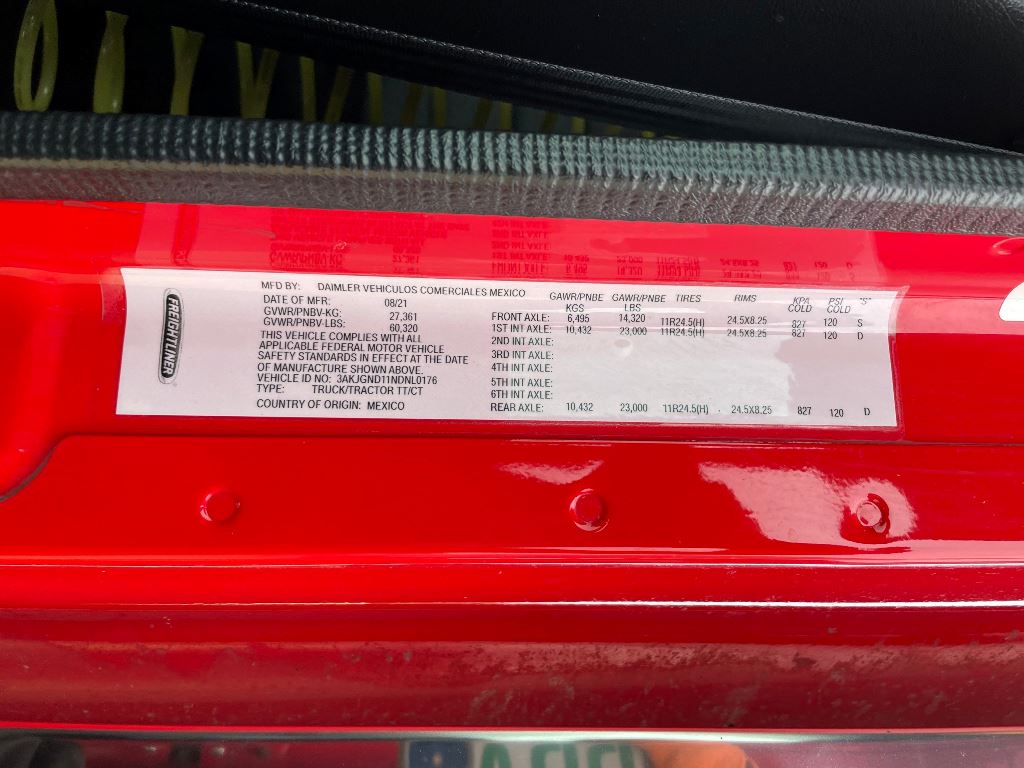 FREIGHTLINER
MFD BY: DAIMLER VEHICULOS COMERCIALES MEXICO
DATE OF MFR: 08/21
GVWR/PNBV-KG: 27,361
GVWR/PNBV-LBS: 60,320
THIS VEHICLE COMPLIES WITH ALL
APPLICABLE FEDERAL MOTOR VEHICLE
SAFETY STANDARDS IN EFFECT AT THE DATE
OF MANUFACTURE SHOWN ABOVE.
VEHICLE ID NO: 3AKJGND11NDNL0176
TYPE: TRUCK/TRACTOR TT/CT
COUNTRY OF ORIGIN: MEXICO
GAWR/PNBE KGS GAWR/PNBE LBS TIRES RIMS KPA COLD PSI COLD "S"
FRONT AXLE: 6,495 14,320 11R24.5(H) 24.5X8.25 827 120 S
1ST INT AXLE: 10,432 23,000 11R24.5(H) 24.5X8.25 827 120 D
2ND INT AXLE:
3RD INT AXLE:
4TH INT AXLE:
5TH INT AXLE:
6TH INT AXLE:
REAR AXLE: 10,432 23,000 11R24.5(H) 24.5X8.25 827 120 D